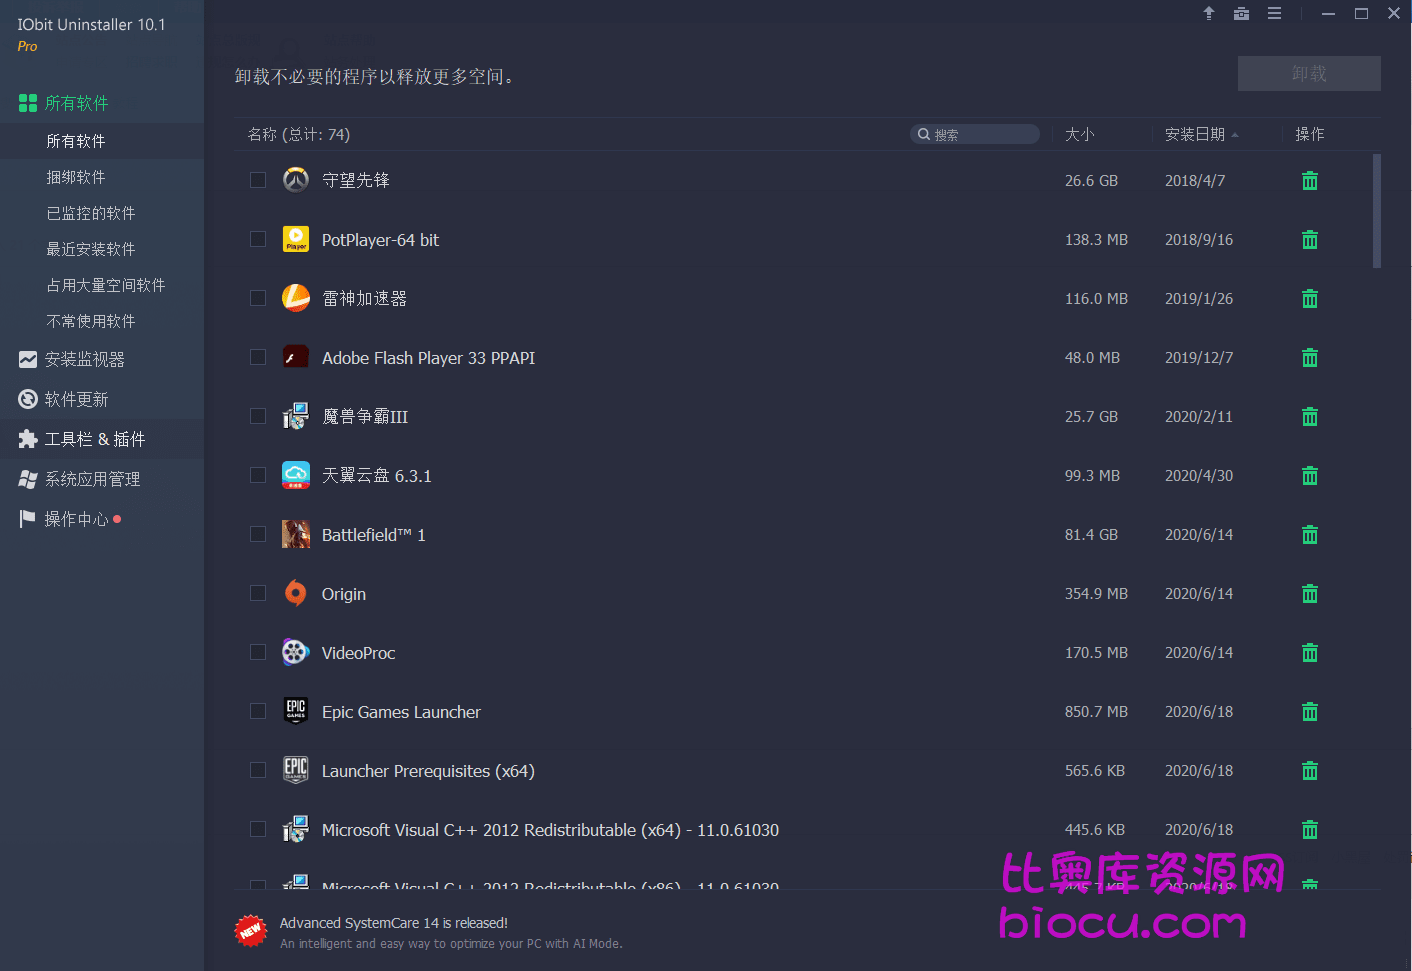 IObit Uninstaller 10.1
Pro
卸载不必要的程序以释放更多空间。
卸载
所有软件
所有软件
捆绑软件
已监控的软件
最近安装软件
占用大量空间软件
不常使用软件
安装监视器
软件更新
工具栏 & 插件
系统应用管理
操作中心
名称 (总计: 74) 搜索 大小 安装日期 操作
守望先锋 26.6 GB 2018/4/7
PotPlayer-64 bit 138.3 MB 2018/9/16
雷神加速器 116.0 MB 2019/1/26
Adobe Flash Player 33 PPAPI 48.0 MB 2019/12/7
魔兽争霸III 25.7 GB 2020/2/11
天翼云盘 6.3.1 99.3 MB 2020/4/30
Battlefield™ 1 81.4 GB 2020/6/14
Origin 354.9 MB 2020/6/14
VideoProc 170.5 MB 2020/6/14
Epic Games Launcher 850.7 MB 2020/6/18
Launcher Prerequisites (x64) 565.6 KB 2020/6/18
Microsoft Visual C++ 2012 Redistributable (x64) - 11.0.61030 445.6 KB 2020/6/18
Microsoft Visual C++ 2012 Redistributable (x86) - 11.0.61030 445.7 KB 2020/6/18
NEW
Advanced SystemCare 14 is released!
An intelligent and easy way to optimize your PC with AI Mode.
比奥库资源网
biocu.com